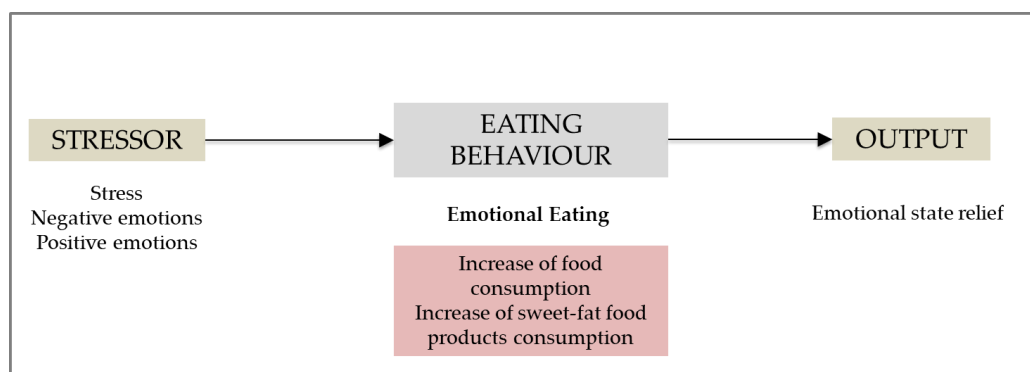 STRESSOR
Stress
Negative emotions
Positive emotions
EATING
BEHAVIOUR
Emotional Eating
Increase of food
consumption
Increase of sweet-fat food
products consumption
OUTPUT
Emotional state relief